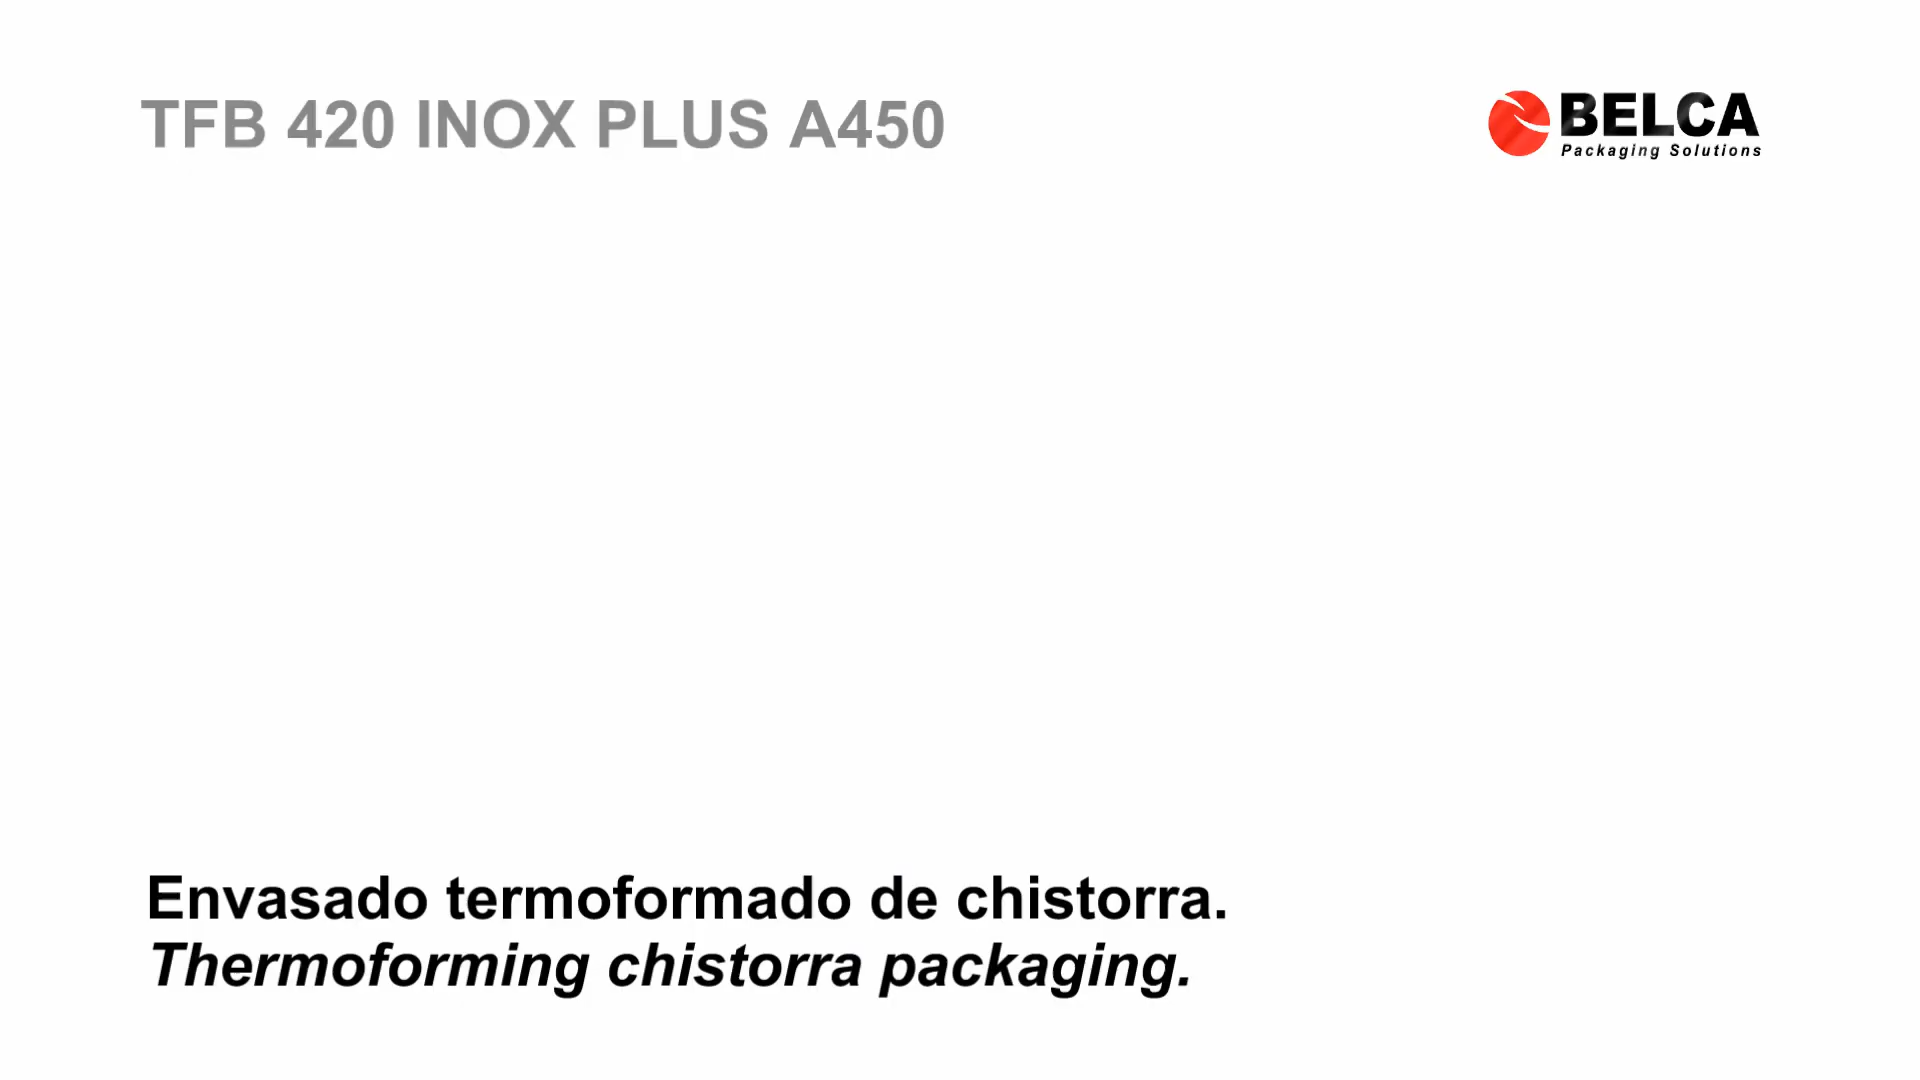 TFB 420 INOX PLUS A450
BELCA
Packaging Solutions
Envasado termoformado de chistorra.
Thermoforming chistorra packaging.